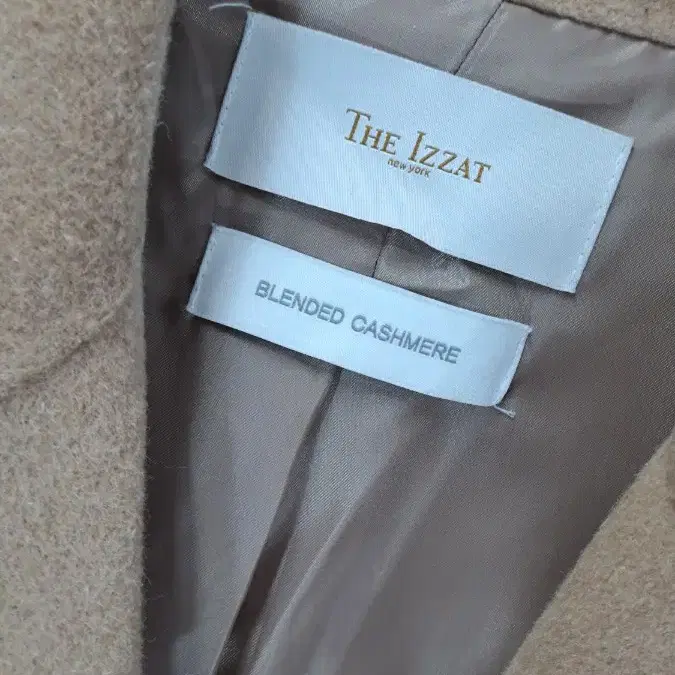 THE IZZAT
new york
BLENDED CASHMERE